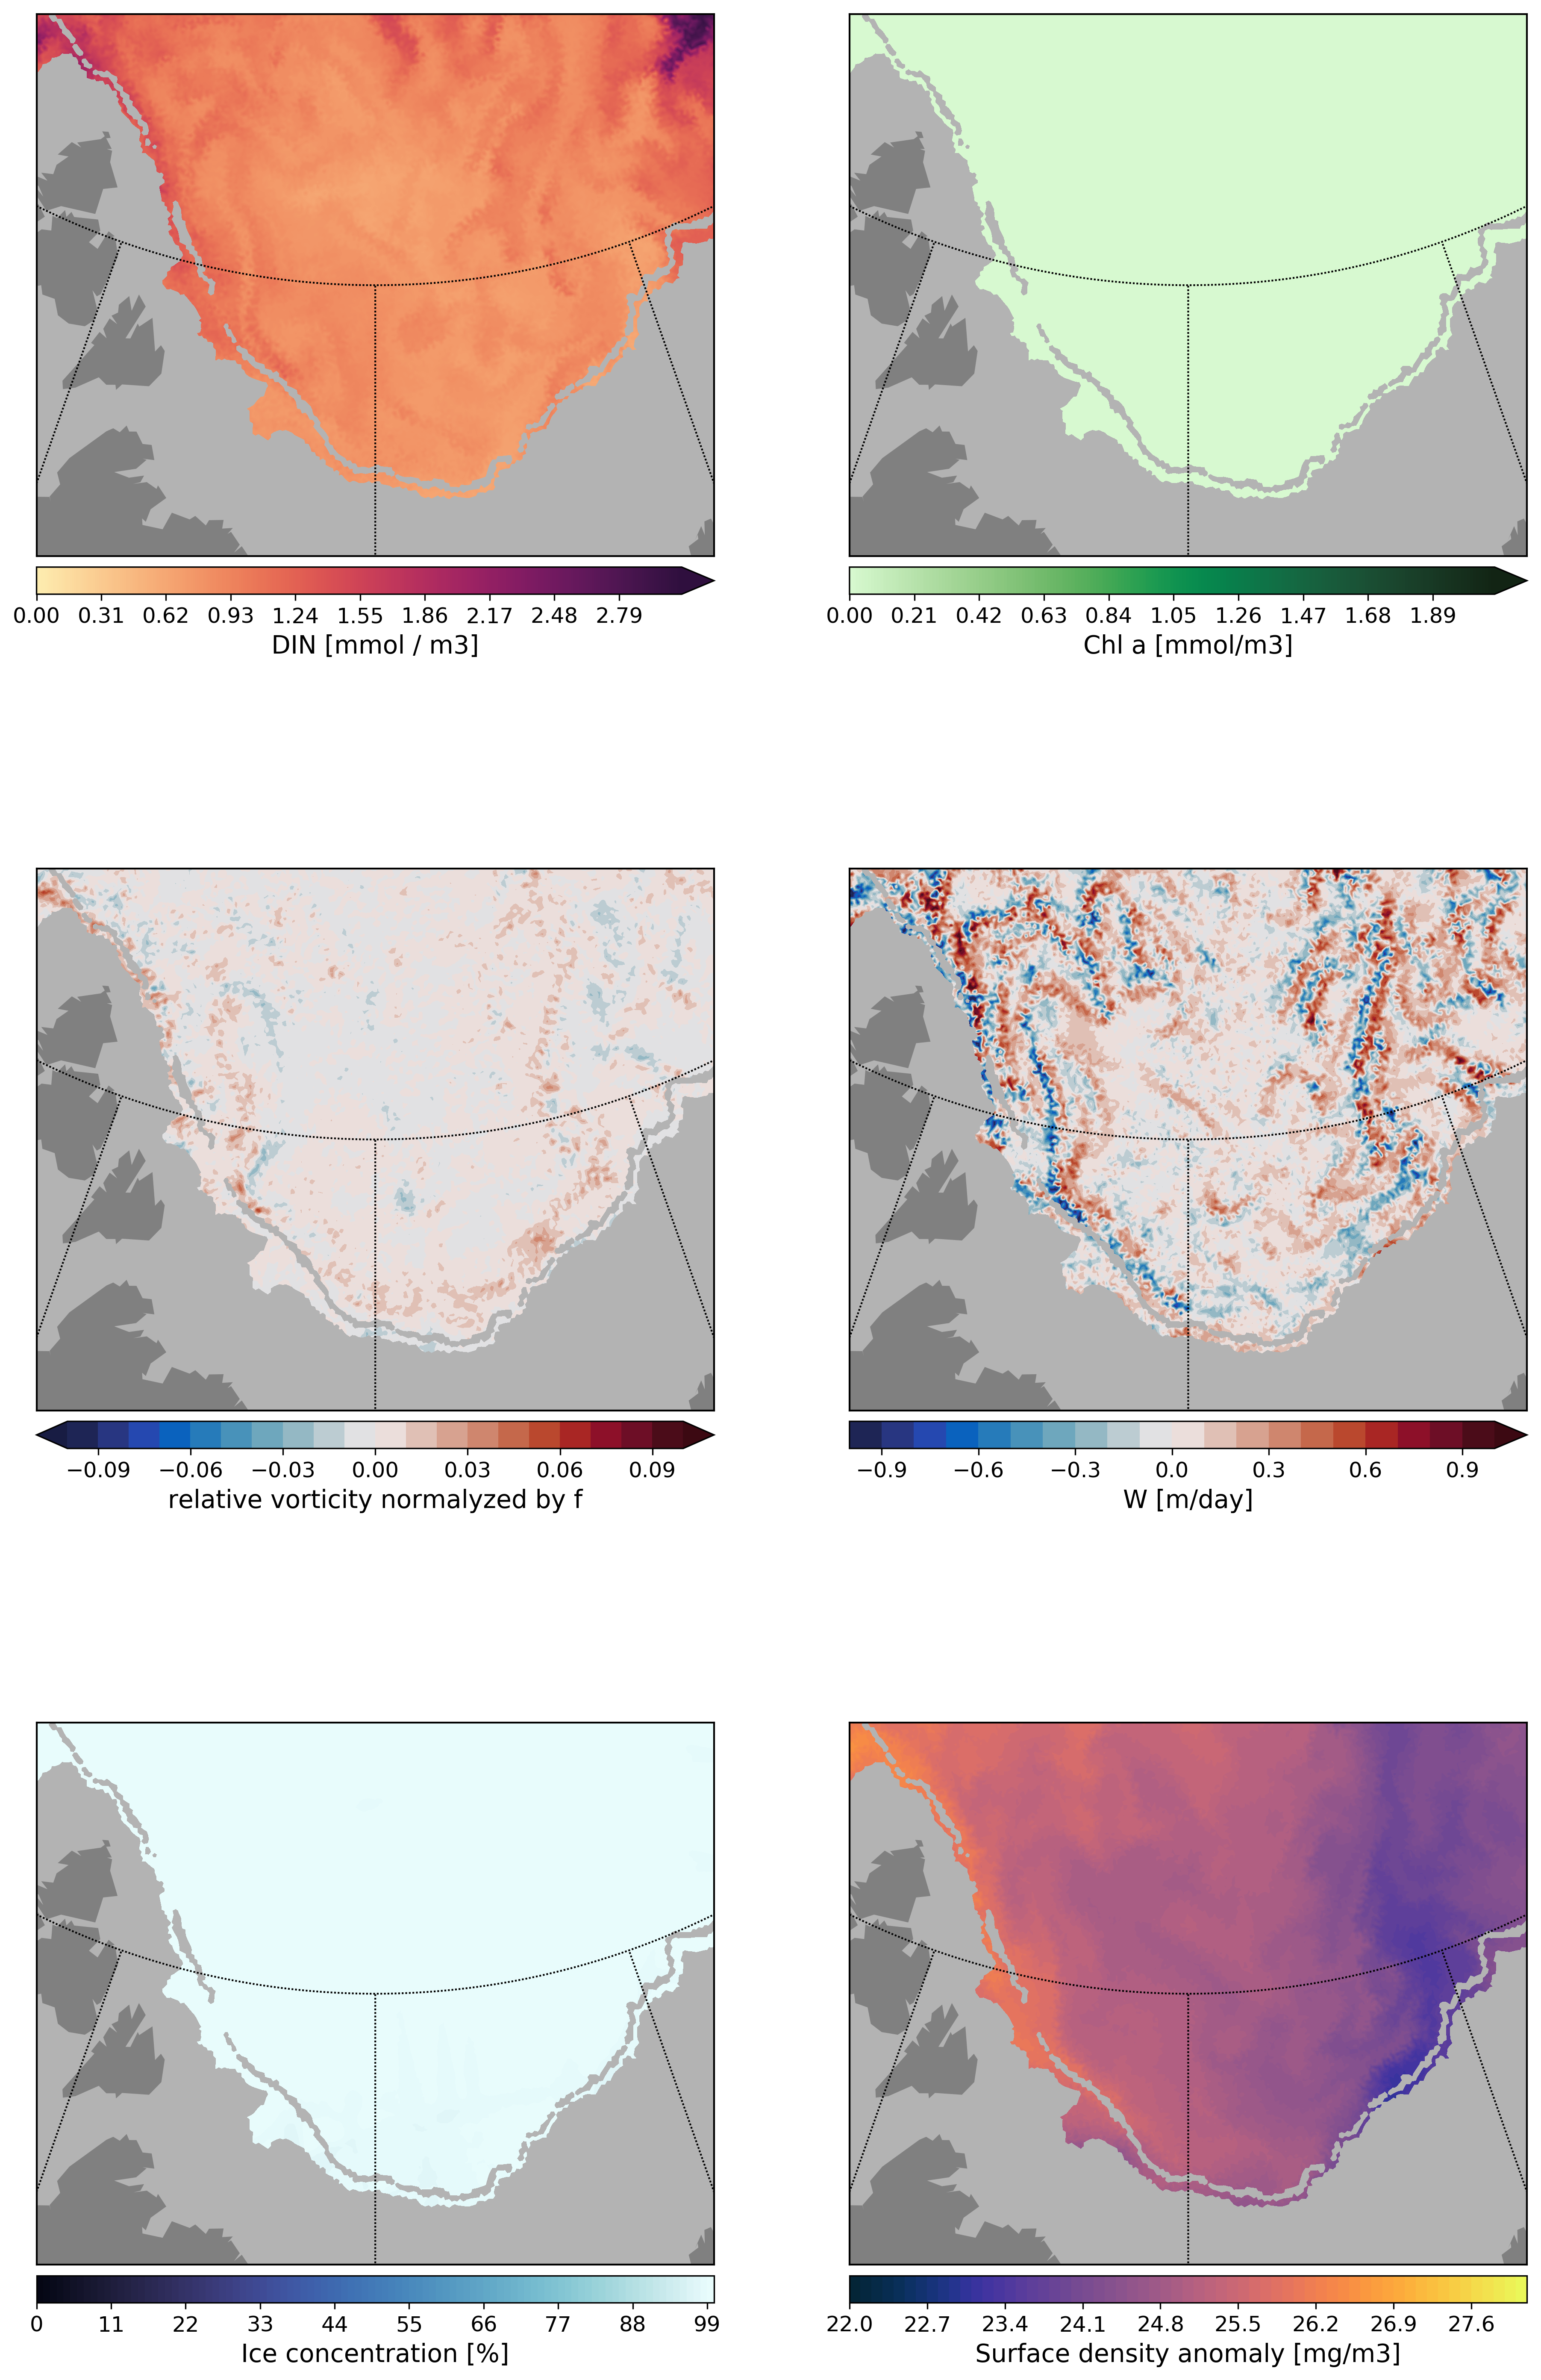 0.00 0.31 0.62 0.93 1.24 1.55 1.86 2.17 2.48 2.79
DIN [mmol / m3]
0.00 0.21 0.42 0.63 0.84 1.05 1.26 1.47 1.68 1.89
Chl a [mmol/m3]
−0.09 −0.06 −0.03 0.00 0.03 0.06 0.09
relative vorticity normalyzed by f
−0.9 −0.6 −0.3 0.0 0.3 0.6 0.9
W [m/day]
0 11 22 33 44 55 66 77 88 99
Ice concentration [%]
22.0 22.7 23.4 24.1 24.8 25.5 26.2 26.9 27.6
Surface density anomaly [mg/m3]